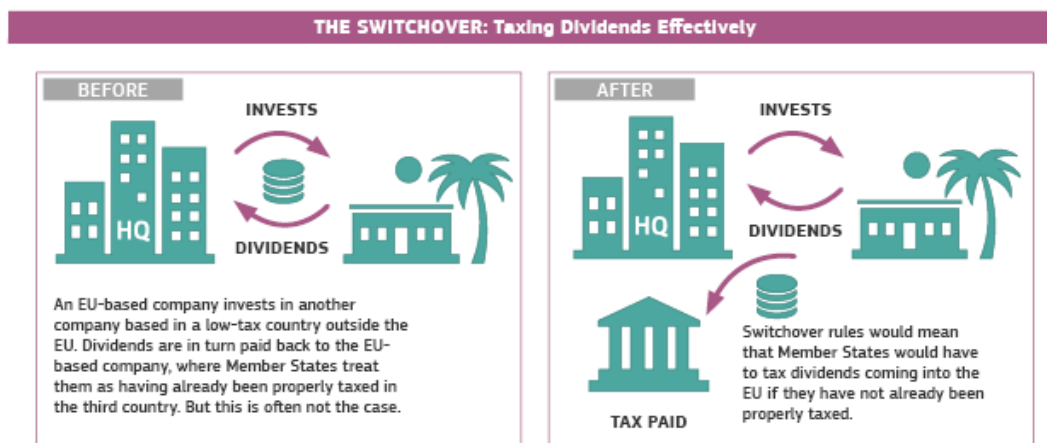 THE SWITCHOVER: Taxing Dividends Effectively
BEFORE
INVESTS
HQ
DIVIDENDS
An EU-based company invests in another
company based in a low-tax country outside the
EU. Dividends are in turn paid back to the EU-
based company, where Member States treat
them as having already been properly taxed in
the third country. But this is often not the case.
AFTER
INVESTS
HQ
DIVIDENDS
TAX PAID
Switchover rules would mean
that Member States would have
to tax dividends coming into the
EU if they have not already been
properly taxed.